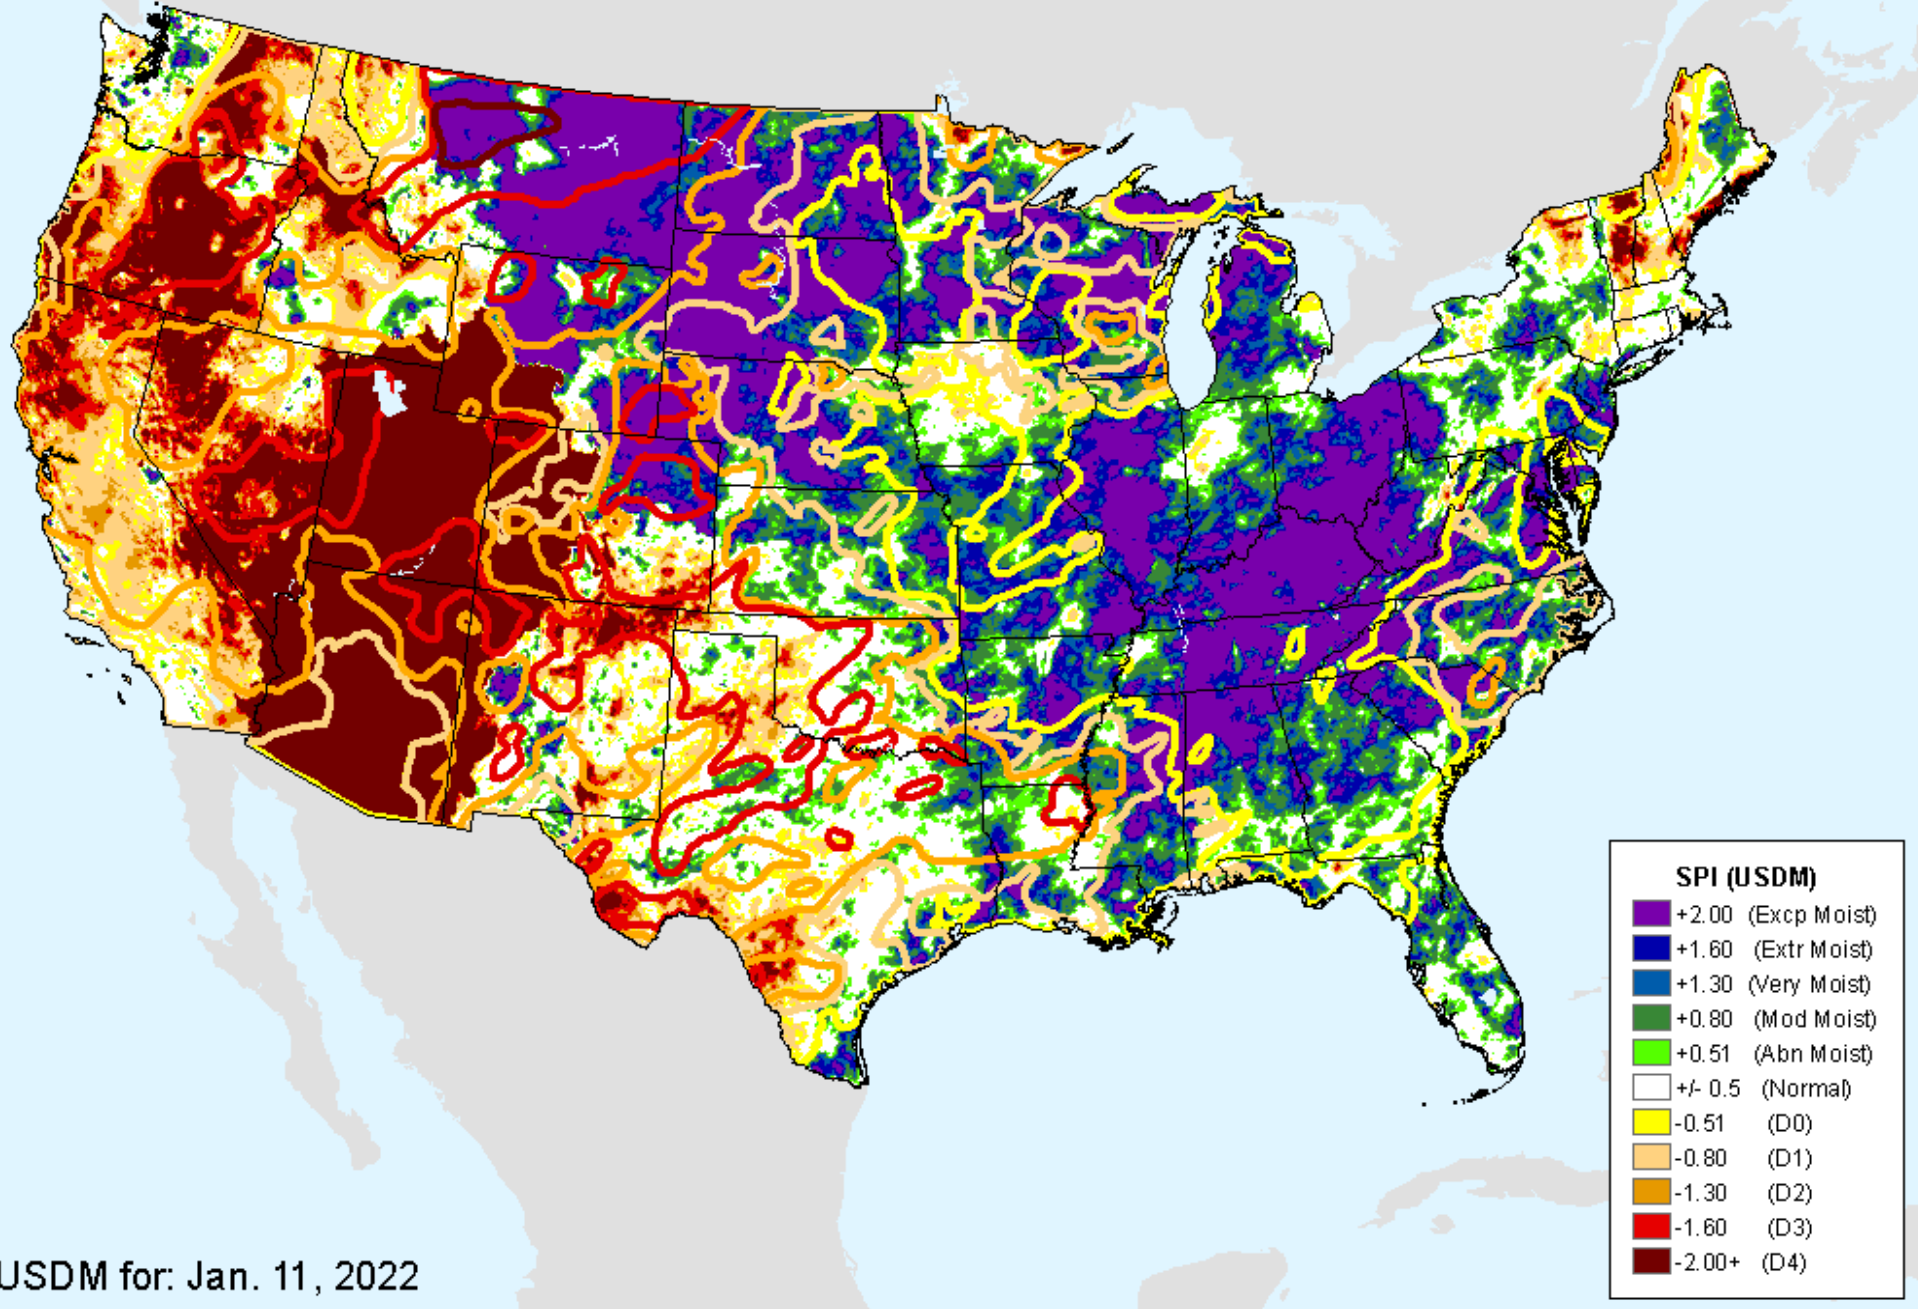 SPI (USDM)
+2.00 (Excp Moist)
+1.60 (Extr Moist)
+1.30 (Very Moist)
+0.80 (Mod Moist)
+0.51 (Abn Moist)
+/- 0.5 (Normal)
-0.51 (D0)
-0.80 (D1)
-1.30 (D2)
-1.60 (D3)
-2.00+ (D4)
USDM for: Jan. 11, 2022